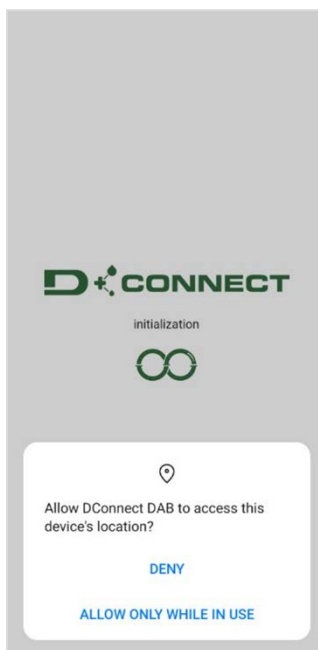 D CONNECT
initialization
Allow DConnect DAB to access this
device's location?
DENY
ALLOW ONLY WHILE IN USE